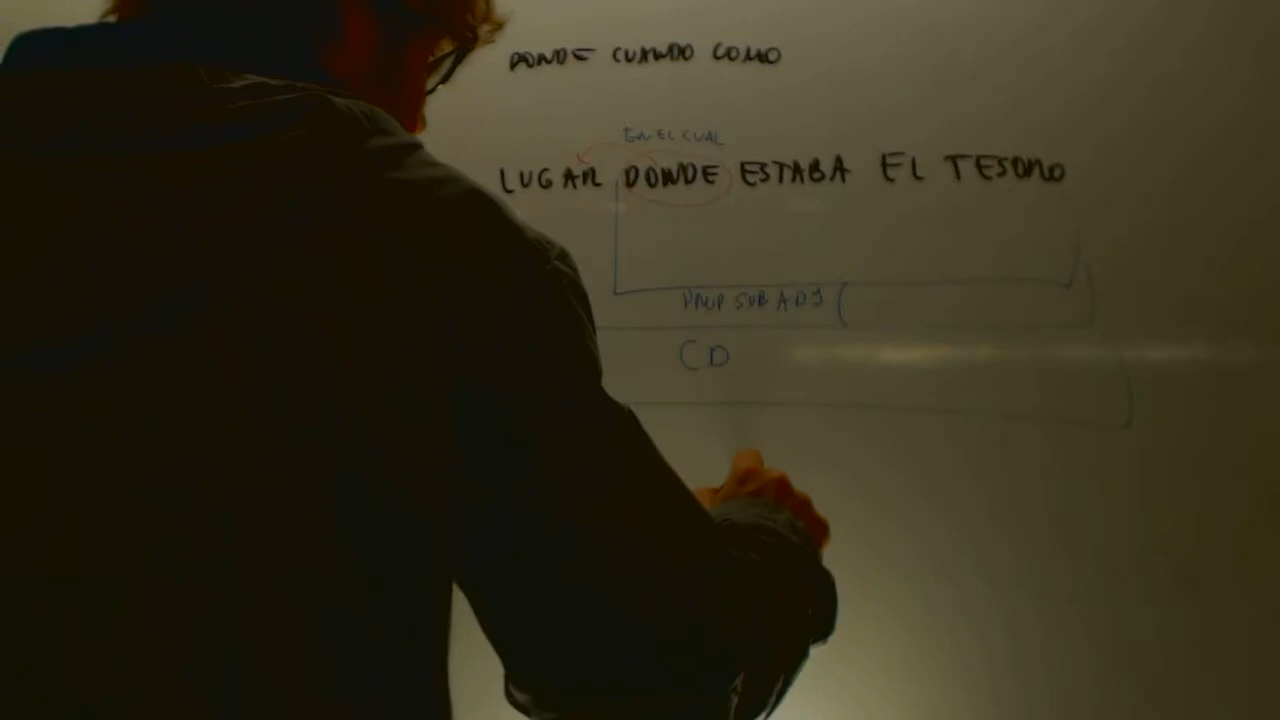 DONDE CUANDO COMO
EN EL CUAL
LUGAR DONDE ESTABA EL TESORO
PROP SUB ADJ (
CD